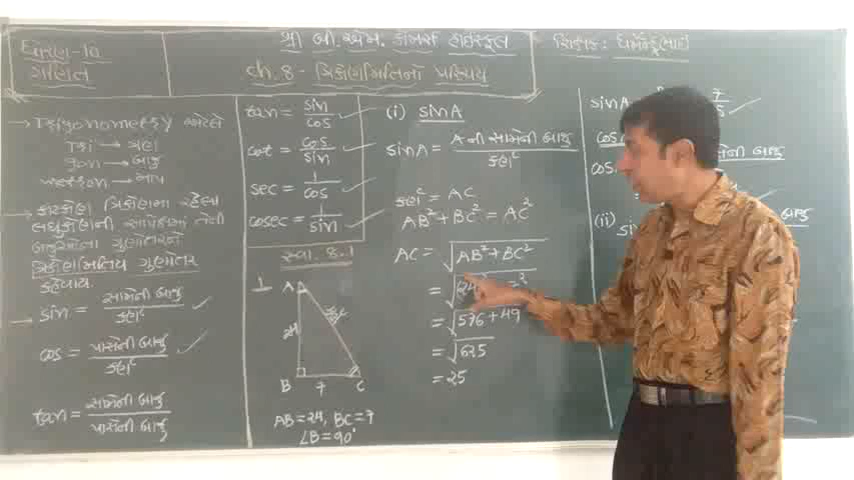 ધોરણ-10
ગણિત
શ્રી બી. એમ. કોમર્સ હાઈસ્કૂલ
ch.8 - ત્રિકોણમિતિનો પરિચય
શિક્ષક : ધર્મેન્દ્રભાઈ
→ Trigonometry એટલે
Tri → ત્રણ
gon → બાજુ
metron → માપ
→ કાટકોણ ત્રિકોણમાં રહેલા
લઘુકોણની સાપેક્ષમાં તેની
બાજુઓના ગુણોત્તરને
ત્રિકોણમિતિય ગુણોત્તર
કહેવાય.
→ sin = સામેની બાજુ / કર્ણ
cos = પાસેની બાજુ / કર્ણ
tan = સામેની બાજુ / પાસેની બાજુ
tan = sin / cos
cot = cos / sin
sec = 1 / cos
cosec = 1 / sin
સ્વા. 8.1
1
A
24
B 7 C
AB = 24, BC = 7
∠B = 90°
(i) sinA
sinA = A ની સામેની બાજુ / કર્ણ
કર્ણ = AC
AB² + BC² = AC²
AC = √AB² + BC²
= √(24
= √576 + 49
= √625
= 25
sinA
cos
(ii)